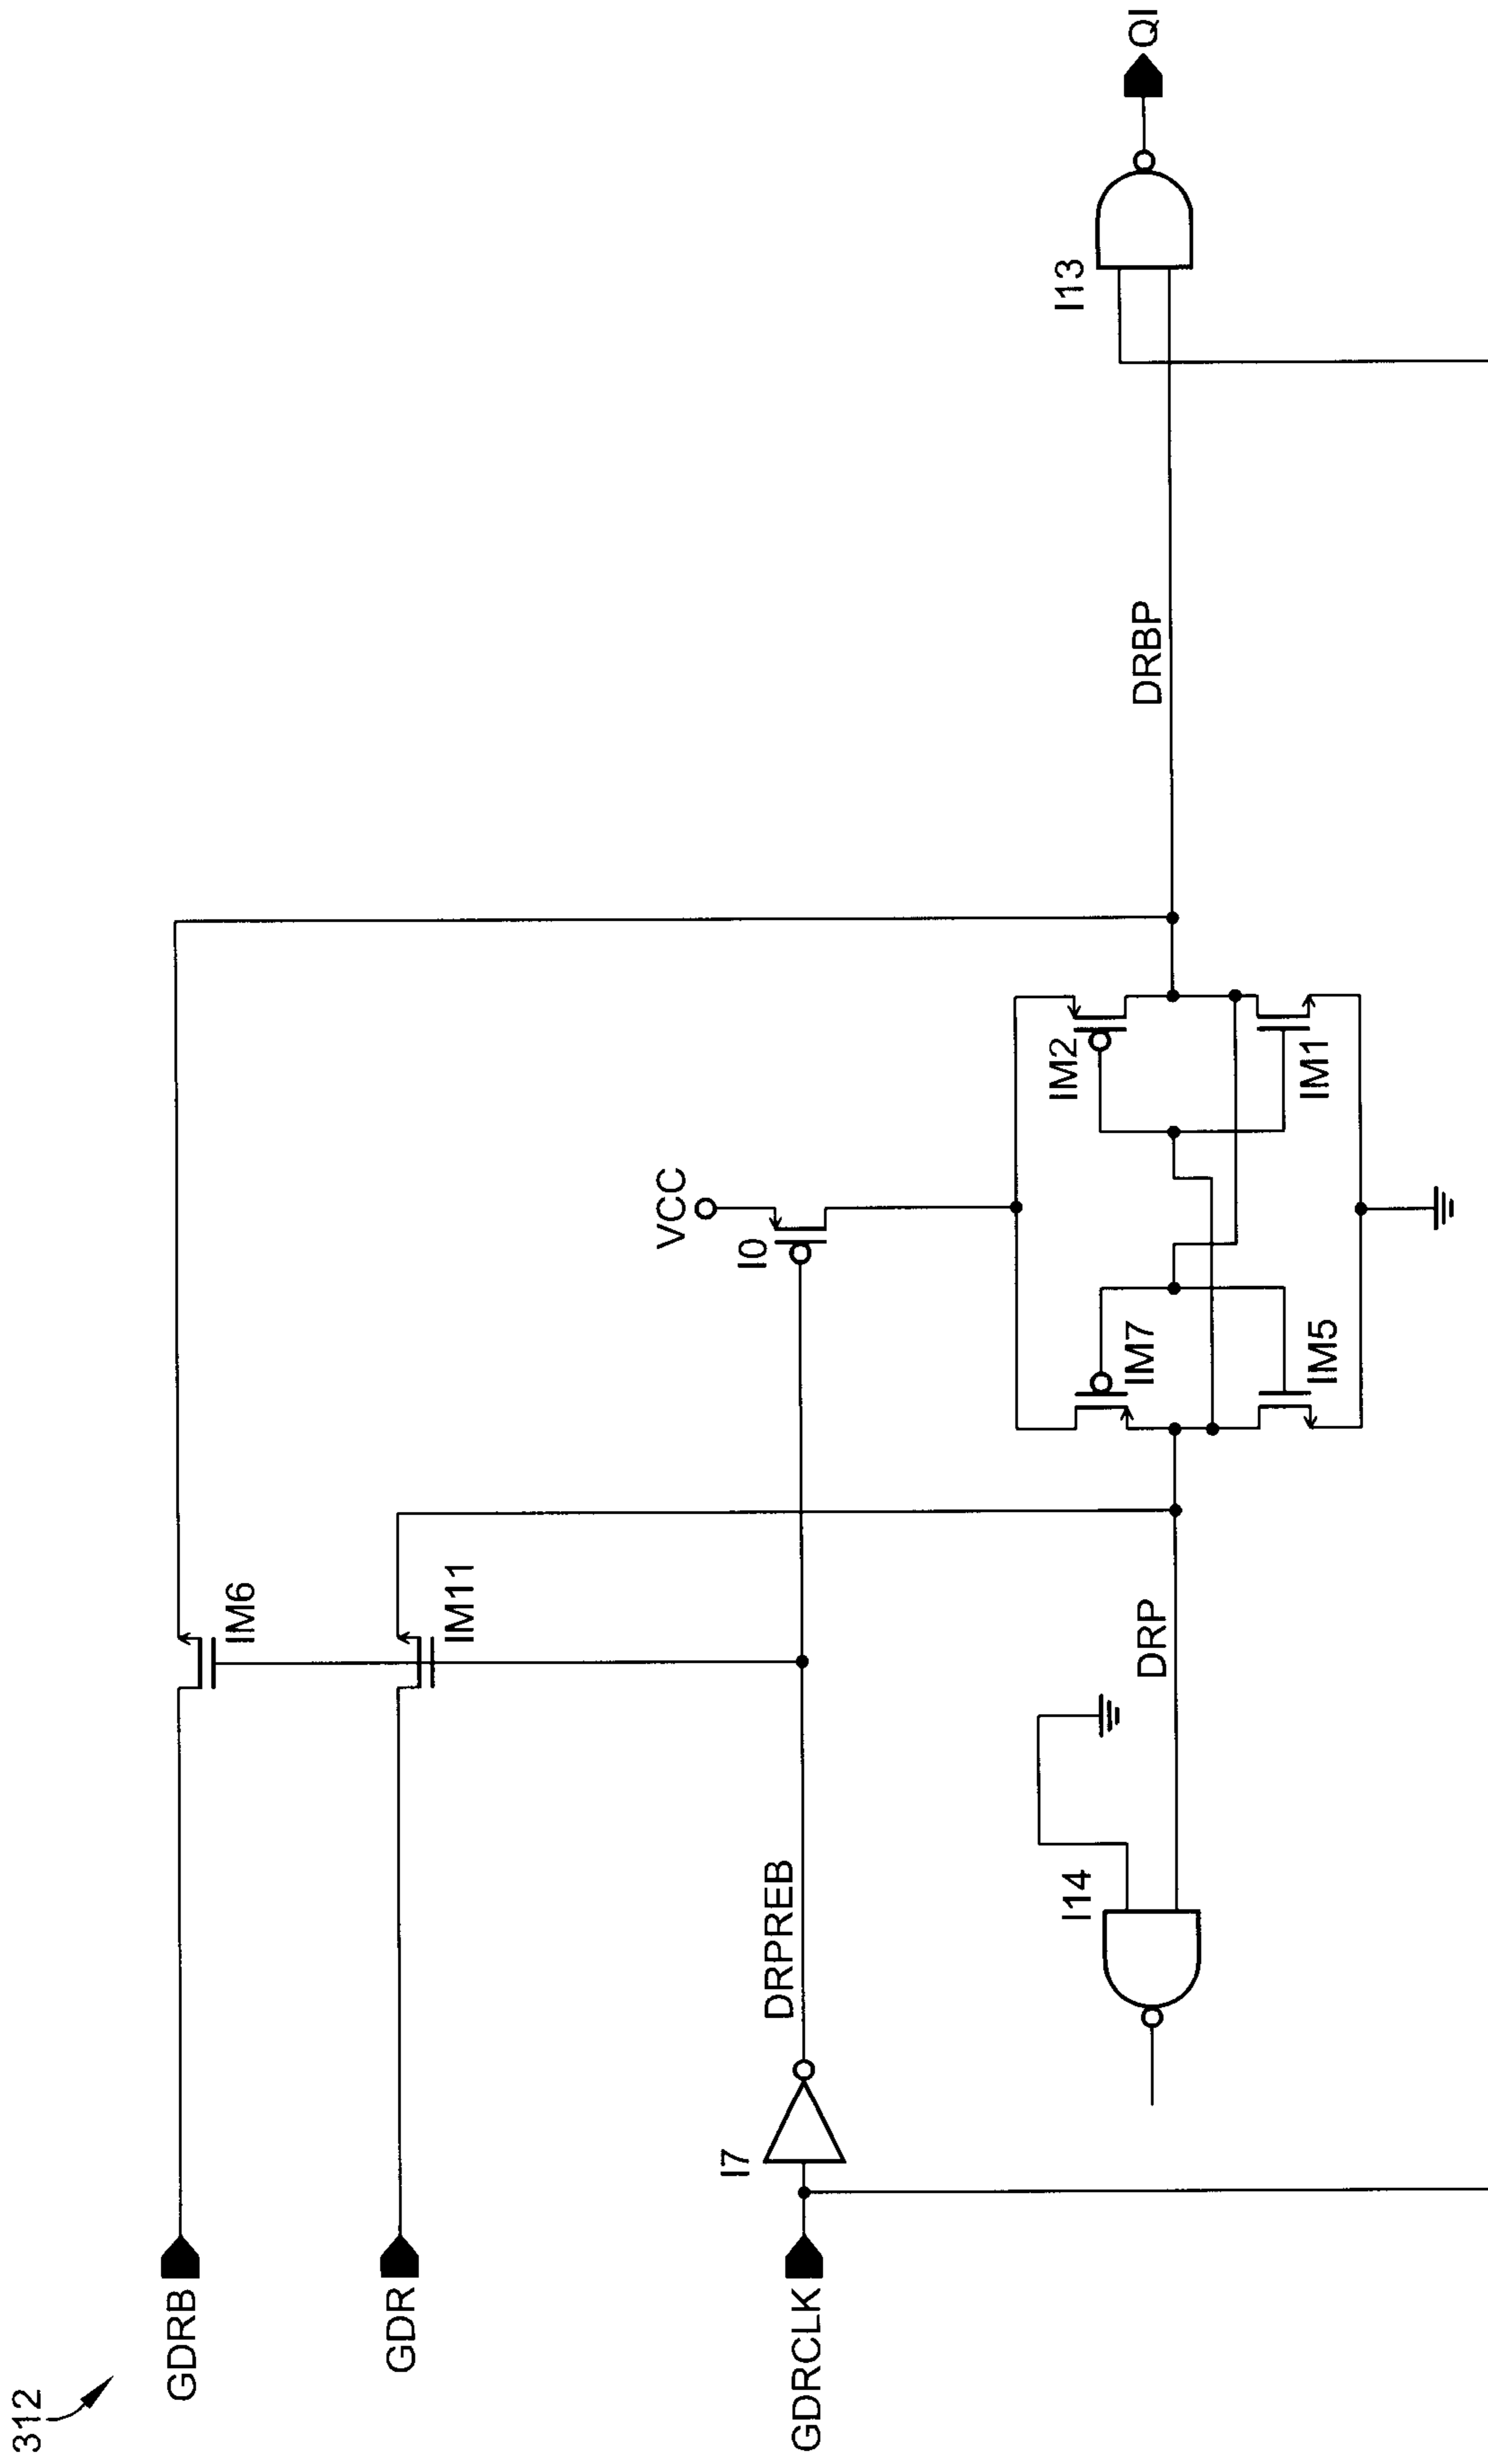 312
GDRB
GDR
GDRCLK
I7
DRPREB
IM6
IM11
I14
DRP
VCC
I0
IM7
IM5
IM2
IM1
DRBP
I13
QI